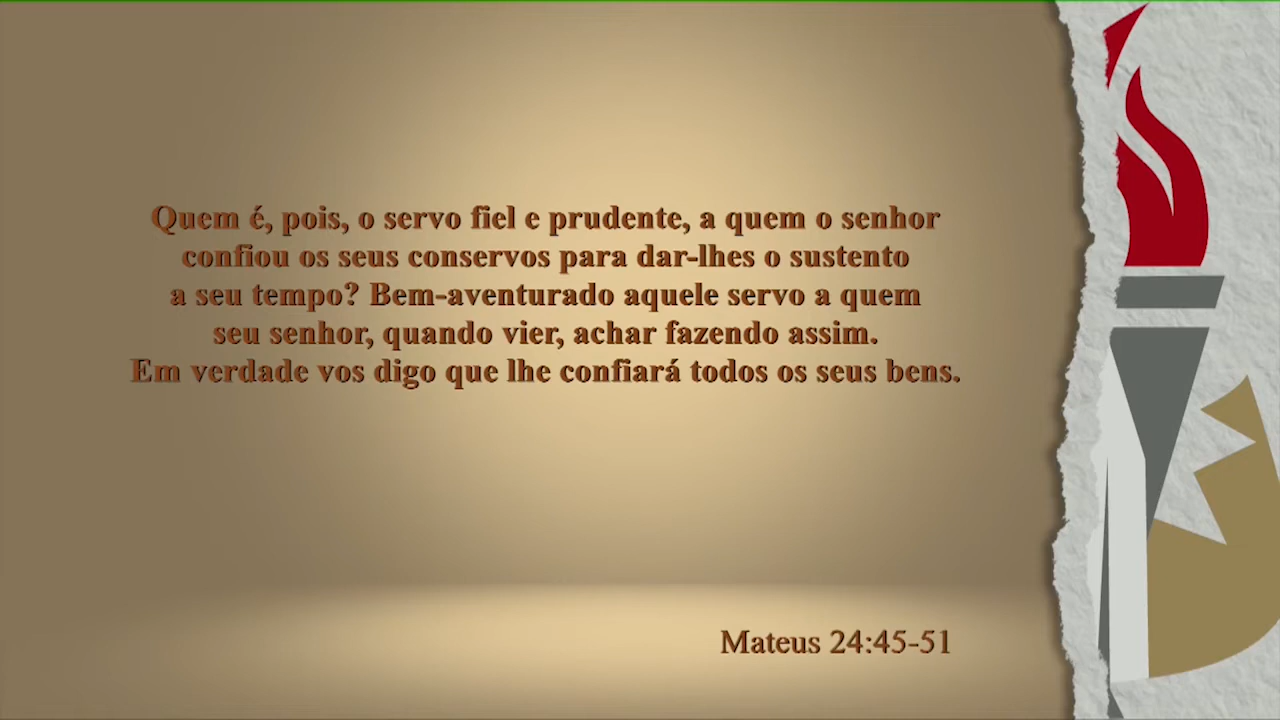 Quem é, pois, o servo fiel e prudente, a quem o senhor
confiou os seus conservos para dar-lhes o sustento
a seu tempo? Bem-aventurado aquele servo a quem
seu senhor, quando vier, achar fazendo assim.
Em verdade vos digo que lhe confiará todos os seus bens.
Mateus 24:45-51